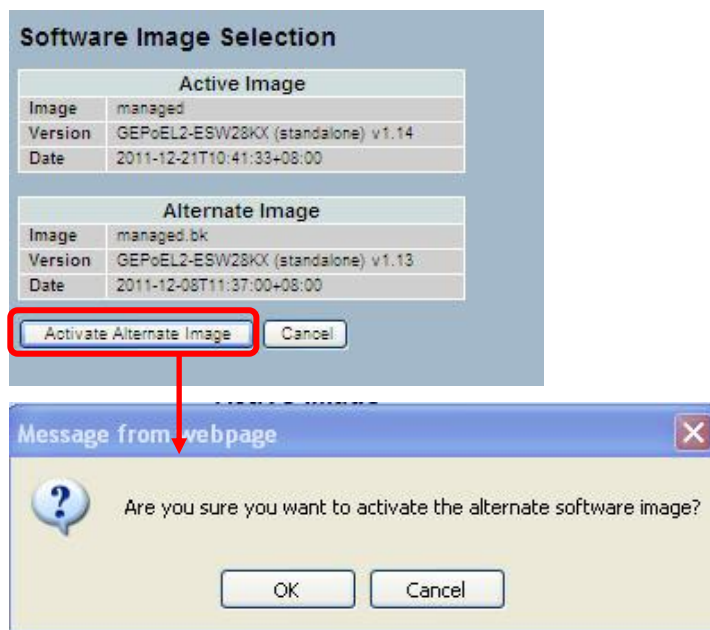 Software Image Selection
Active Image
Image managed
Version GEPoEL2-ESW28KX (standalone) v1.14
Date 2011-12-21T10:41:33+08:00
Alternate Image
Image managed.bk
Version GEPoEL2-ESW28KX (standalone) v1.13
Date 2011-12-08T11:37:00+08:00
Activate Alternate Image Cancel
Message from webpage
Are you sure you want to activate the alternate software image?
OK Cancel